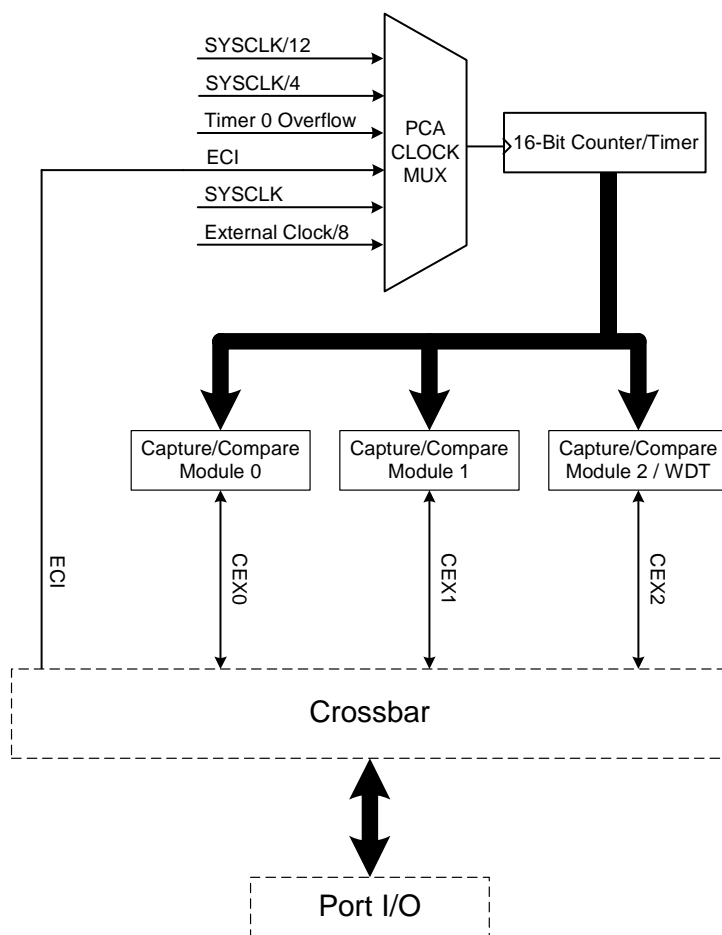 SYSCLK/12
SYSCLK/4
Timer 0 Overflow
ECI
SYSCLK
External Clock/8
PCA
CLOCK
MUX
16-Bit Counter/Timer
Capture/Compare
Module 0
Capture/Compare
Module 1
Capture/Compare
Module 2 / WDT
ECI
CEX0
CEX1
CEX2
Crossbar
Port I/O